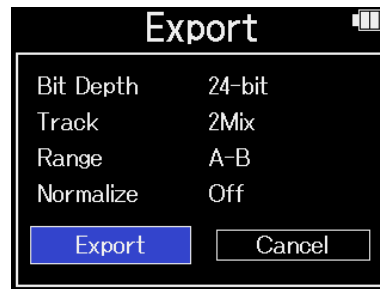 Export
Bit Depth 24-bit
Track 2Mix
Range A-B
Normalize Off
Export Cancel